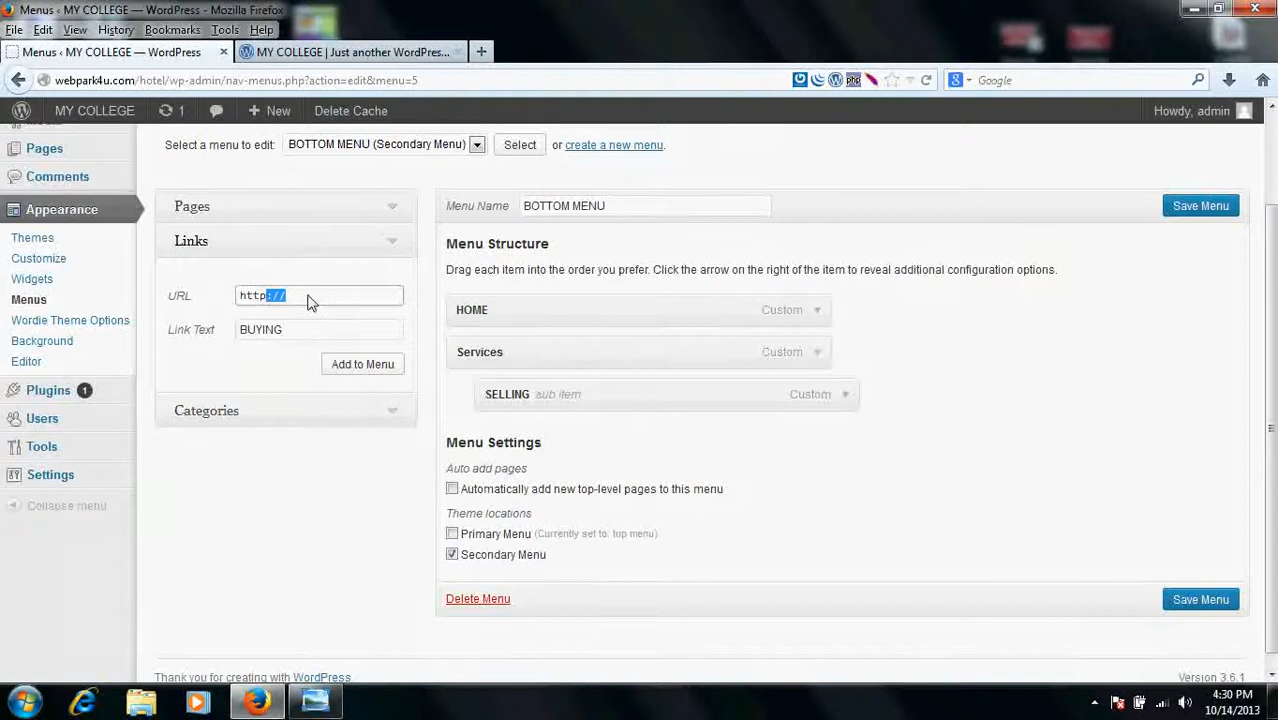 Menus ‹ MY COLLEGE — WordPress - Mozilla Firefox
File Edit View History Bookmarks Tools Help
Menus ‹ MY COLLEGE — WordPress × MY COLLEGE | Just another WordPres... × +
webpark4u.com/hotel/wp-admin/nav-menus.php?action=edit&menu=5 php Google
MY COLLEGE 1 + New Delete Cache Howdy, admin
Select a menu to edit: BOTTOM MENU (Secondary Menu) Select or create a new menu.
Pages
Comments
Appearance
Themes
Customize
Widgets
Menus
Wordie Theme Options
Background
Editor
Plugins 1
Users
Tools
Settings
Collapse menu
Pages
Links
URL http://
Link Text BUYING
Add to Menu
Categories
Menu Name BOTTOM MENU Save Menu
Menu Structure
Drag each item into the order you prefer. Click the arrow on the right of the item to reveal additional configuration options.
HOME Custom
Services Custom
SELLING sub item Custom
Menu Settings
Auto add pages
Automatically add new top-level pages to this menu
Theme locations
Primary Menu (Currently set to: top menu)
Secondary Menu
Delete Menu Save Menu
Thank you for creating with WordPress Version 3.6.1
4:30 PM
10/14/2013